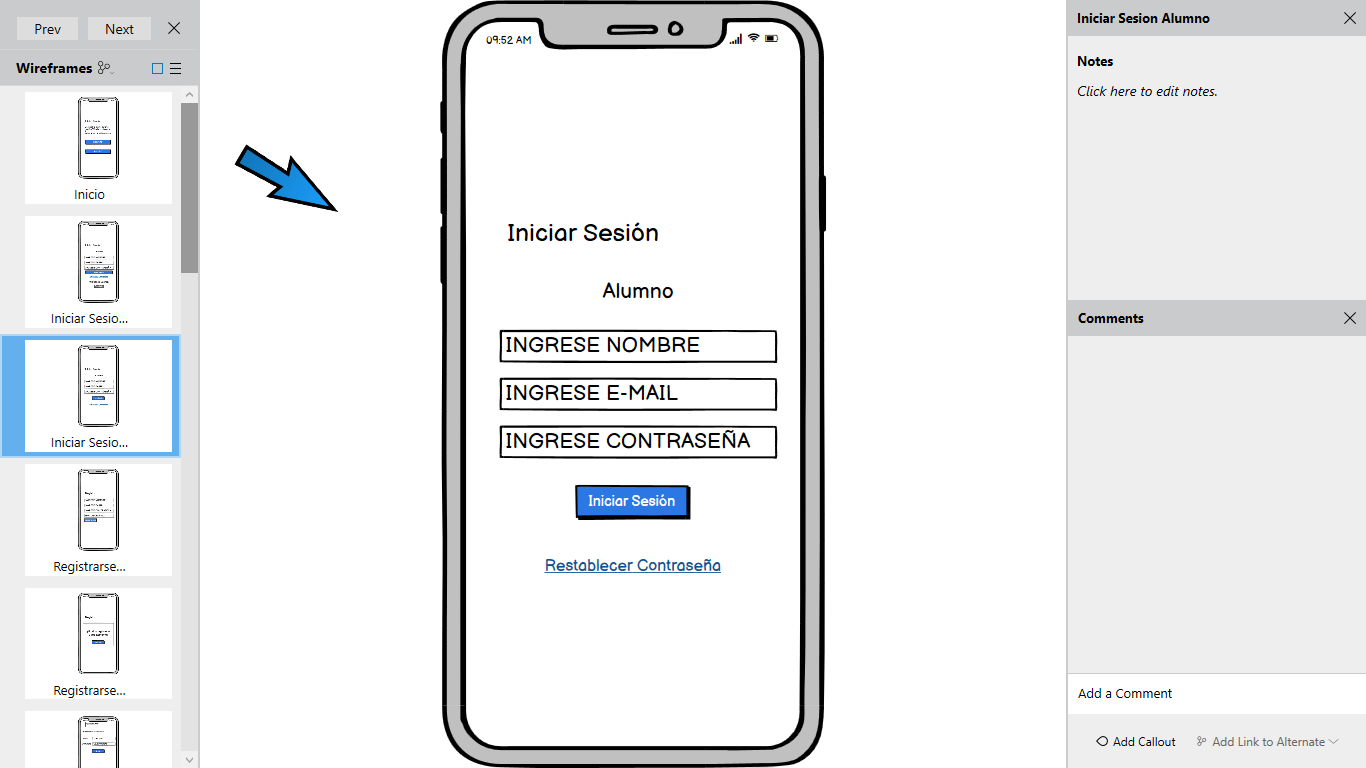 Prev
Next
Wireframes
Inicio
Iniciar Sesio...
Iniciar Sesio...
Registrarse...
Registrarse...
09:52 AM
Iniciar Sesión
Alumno
INGRESE NOMBRE
INGRESE E-MAIL
INGRESE CONTRASEÑA
Iniciar Sesión
Restablecer Contraseña
Iniciar Sesion Alumno
Notes
Click here to edit notes.
Comments
Add a Comment
Add Callout
Add Link to Alternate